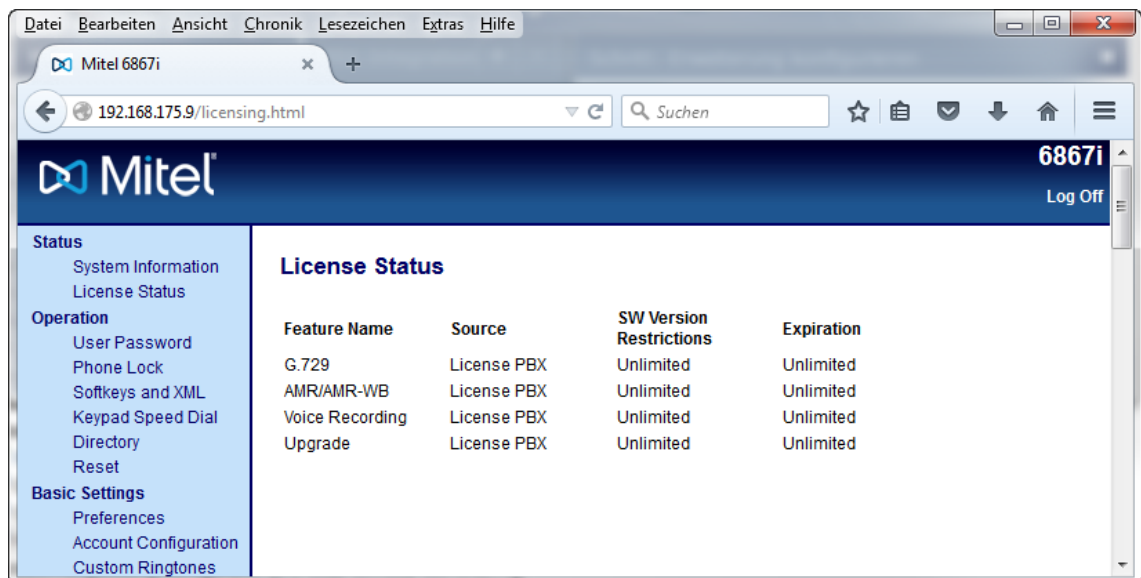 Datei Bearbeiten Ansicht Chronik Lesezeichen Extras Hilfe
Mitel 6867i
192.168.175.9/licensing.html
Suchen
Mitel
6867i
Log Off
Status
System Information
License Status
Operation
User Password
Phone Lock
Softkeys and XML
Keypad Speed Dial
Directory
Reset
Basic Settings
Preferences
Account Configuration
Custom Ringtones
License Status
Feature Name Source SW Version Restrictions Expiration
G.729 License PBX Unlimited Unlimited
AMR/AMR-WB License PBX Unlimited Unlimited
Voice Recording License PBX Unlimited Unlimited
Upgrade License PBX Unlimited Unlimited